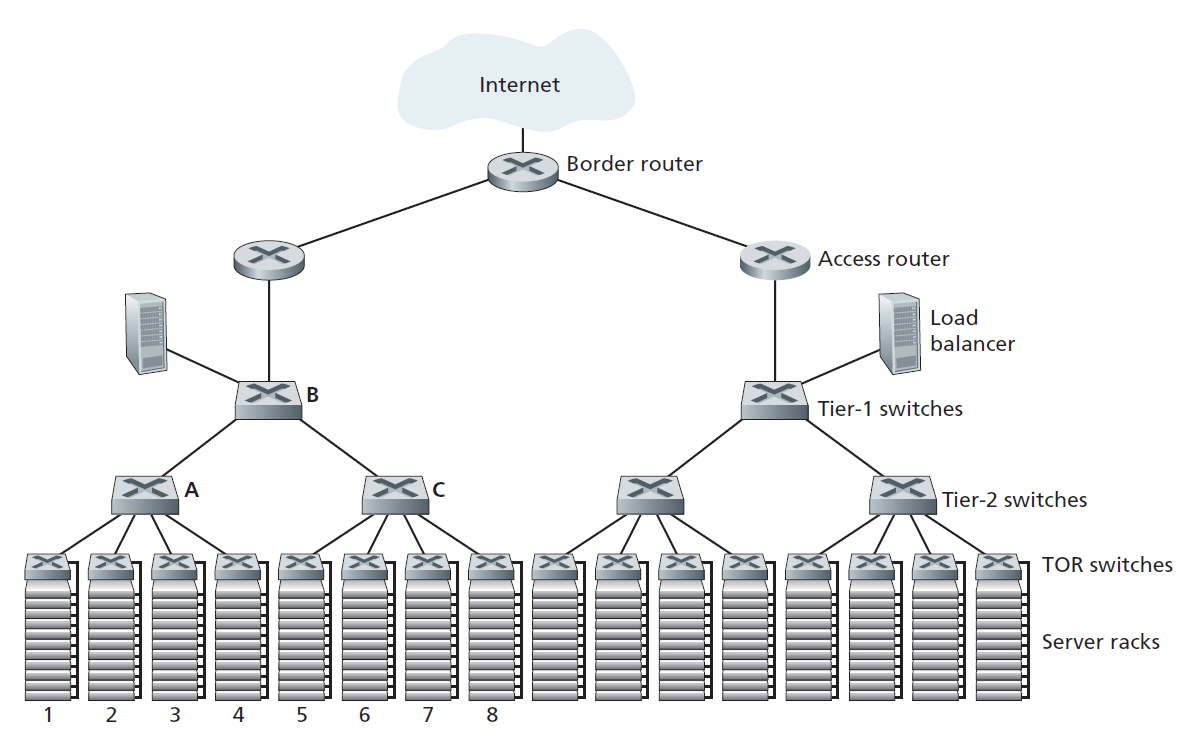 Internet
Border router
Access router
Load
balancer
B
Tier-1 switches
A
C
Tier-2 switches
TOR switches
Server racks
1 2 3 4 5 6 7 8